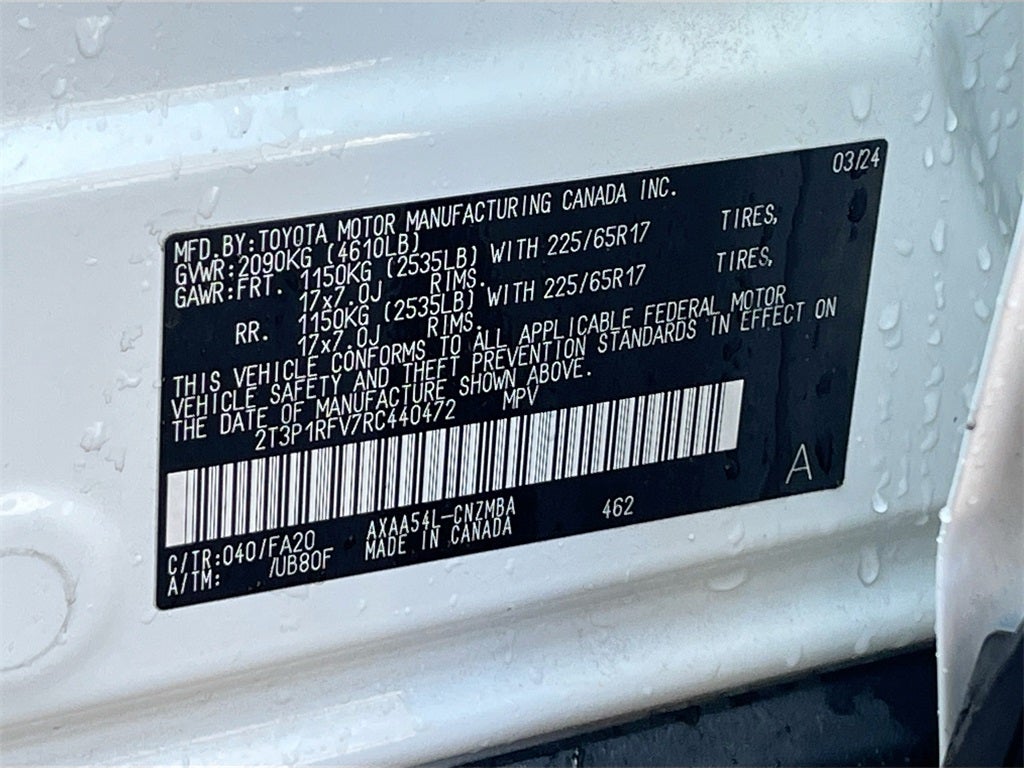 03/24
MFD.BY:TOYOTA MOTOR MANUFACTURING CANADA INC.
GVWR:2090KG (4610LB)
GAWR:FRT. 1150KG (2535LB) WITH 225/65R17 TIRES,
17x7.0J RIMS.
RR. 1150KG (2535LB) WITH 225/65R17 TIRES,
17x7.0J RIMS.
THIS VEHICLE CONFORMS TO ALL APPLICABLE FEDERAL MOTOR
VEHICLE SAFETY AND THEFT PREVENTION STANDARDS IN EFFECT ON
THE DATE OF MANUFACTURE SHOWN ABOVE.
2T3P1RFV7RC440472 MPV
A
AXAA54L-CNZMBA 462
C/TR:040/FA20 MADE IN CANADA
A/TM: /UB80F